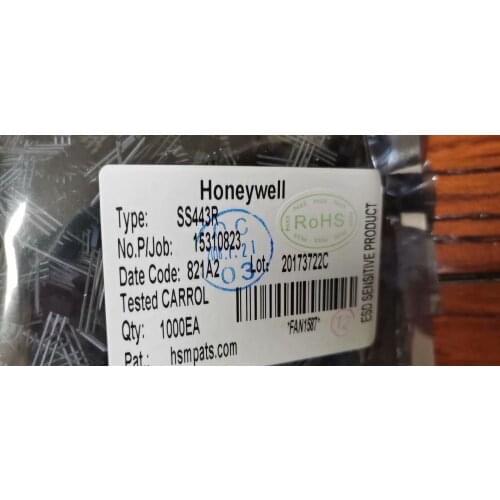 Honeywell
Type: SS443R
No.P/Job: 15310823
Date Code: 821A2 Lot: 20173722C
Tested CARROL
Qty: 1000EA
Pat.: hsmpats.com
RoHS
*FAN1587*
ESD SENSITIVE PRODUCT
03